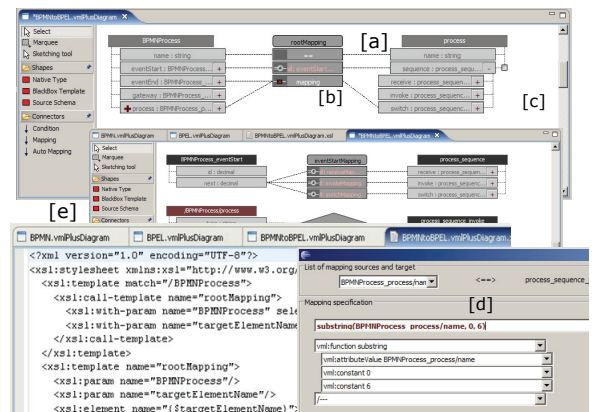 *BPMNtoBPEL.vmlPlusDiagram
Select
Marquee
Sketching tool
Shapes
Native Type
BlackBox Template
Source Schema
Connectors
Condition
Mapping
Auto Mapping
BPMNProcess
name : string
eventStart : BPMNProcess... +
eventEnd : BPMNProcess_... +
gateway : BPMNProcess_... +
process : BPMNProcess_p... +
rootMapping
mapping
[a]
[b]
process
name : string
sequence : process_sequ... -
receive : process_sequen... +
invoke : process_sequenc... +
switch : process_sequenc... +
[c]
BPMN.vmlPlusDiagram
BPEL.vmlPlusDiagram
BPMNtoBPEL.vmlPlusDiagram.xsl
*BPMNtoBPEL.vmlPlusDiagram
Select
Marquee
Sketching tool
Shapes
Native Type
BlackBox Template
Source Schema
Connectors
BPMNProcess_eventStart
id : decimal
next : decimal
eventStartMapping
process_sequence
receive : process_sequen... +
invoke : process_sequenc... +
switch : process_sequenc... +
/BPMNProcess/process
process_sequence_invoke
[e]
BPMN.vmlPlusDiagram
BPEL.vmlPlusDiagram
BPMNtoBPEL.vmlPlusDiagram
BPMNtoBPEL.vmlPlusDiagram.x
<?xml version="1.0" encoding="UTF-8"?>
<xsl:stylesheet xmlns:xsl="http://www.w3.org/
<xsl:template match="/BPMNProcess">
<xsl:call-template name="rootMapping">
<xsl:with-param name="BPMNProcess" sele
<xsl:with-param name="targetElementName
</xsl:call-template>
</xsl:template>
<xsl:template name="rootMapping">
<xsl:param name="BPMNProcess"/>
<xsl:param name="targetElementName"/>
<xsl:element name="{$targetElementName}">
List of mapping sources and target
BPMNProcess_process/nam
<==>
process_sequence_
Mapping specification
[d]
substring(BPMNProcess_process/name, 0, 6)
vml:function substring
vml:attributeValue BPMNProcess_process/name
vml:constant 0
vml:constant 6
/---